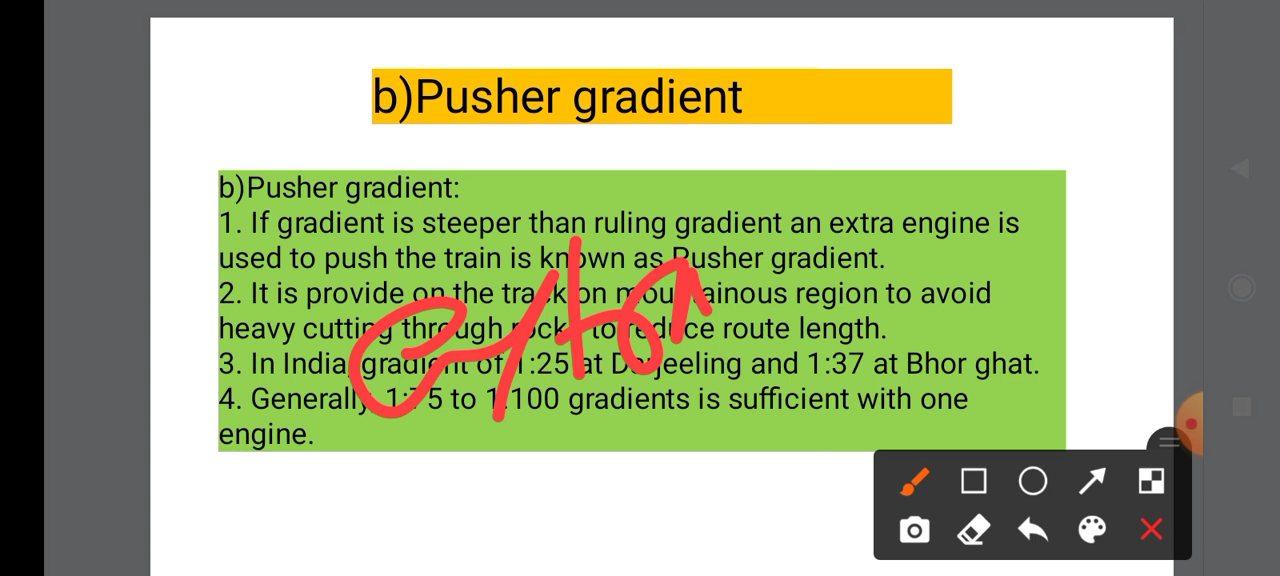 b)Pusher gradient
b)Pusher gradient:
1. If gradient is steeper than ruling gradient an extra engine is
used to push the train is known as Pusher gradient.
2. It is provide on the track on mountainous region to avoid
heavy cutting through rocks to reduce route length.
3. In India, gradient of 1:25 at Darjeeling and 1:37 at Bhor ghat.
4. Generally, 1:75 to 1:100 gradients is sufficient with one
engine.